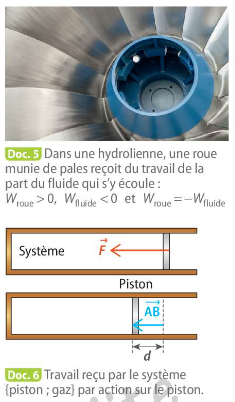 Doc. 5 Dans une hydrolienne, une roue
munie de pales reçoit du travail de la
part du fluide qui s'y écoule :
W_roue > 0, W_fluide < 0 et W_roue = −W_fluide
Système
F⃗
Piston
AB⃗
d
Doc. 6 Travail reçu par le système
{piston ; gaz} par action sur le piston.